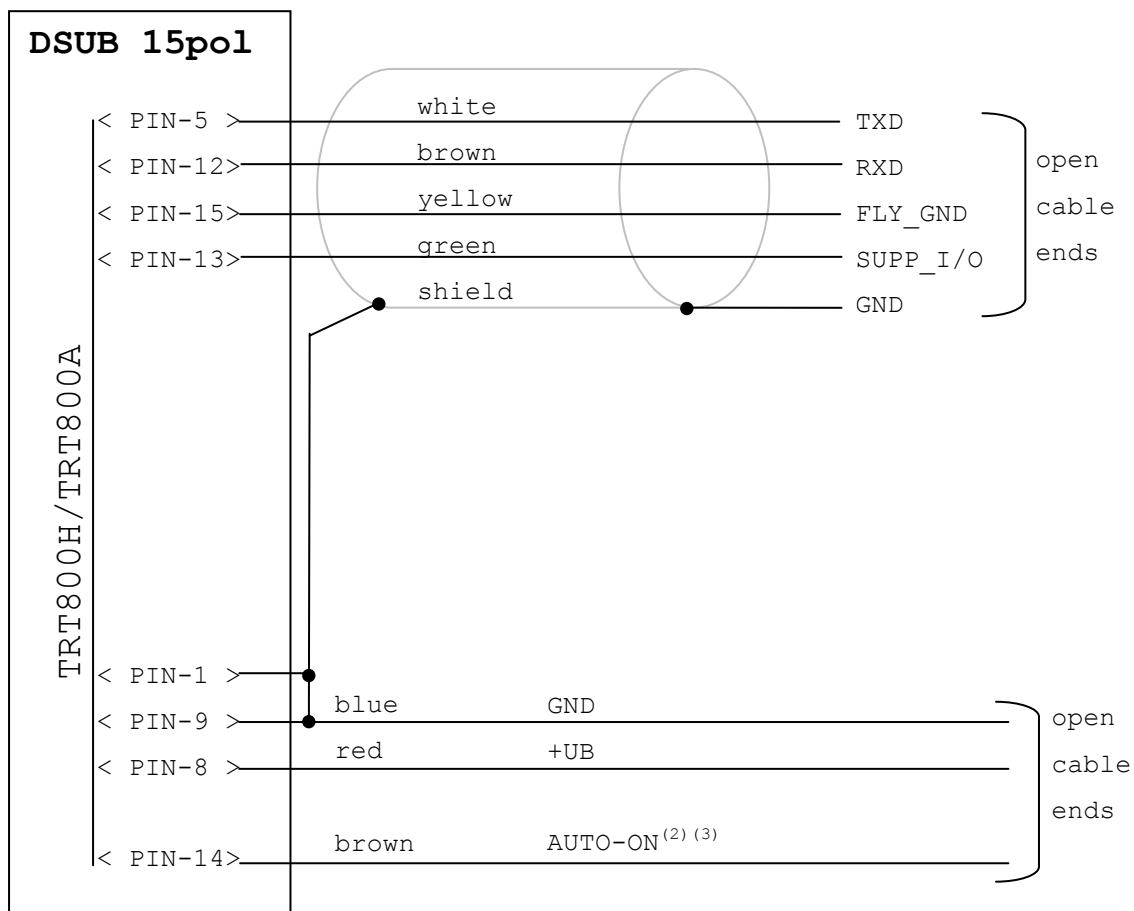 DSUB 15pol
< PIN-5 > white TXD
< PIN-12> brown RXD
< PIN-15> yellow FLY_GND
< PIN-13> green SUPP_I/O
shield GND
open
cable
ends
TRT800H/TRT800A
< PIN-1 >
< PIN-9 > blue GND
< PIN-8 > red +UB
< PIN-14> brown AUTO-ON(2)(3)
open
cable
ends